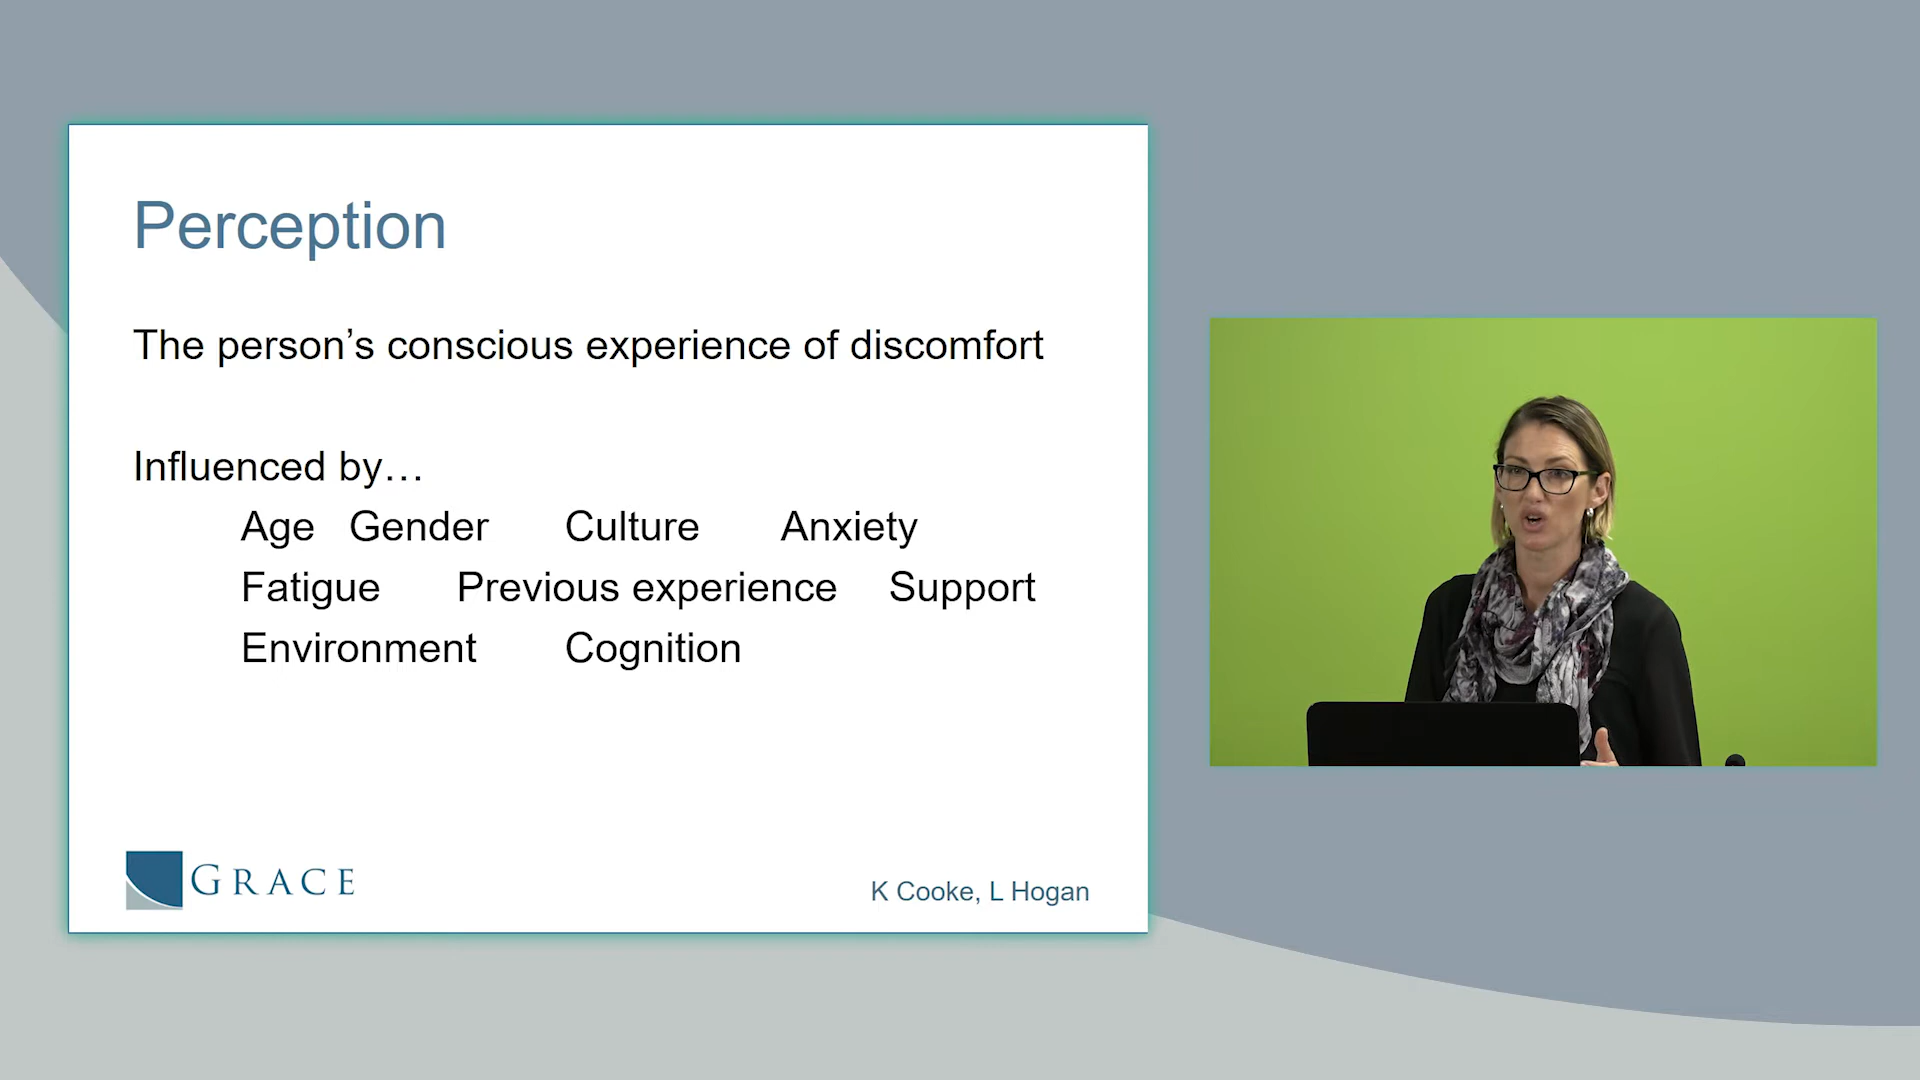 Perception
The person’s conscious experience of discomfort
Influenced by…
Age Gender Culture Anxiety
Fatigue Previous experience Support
Environment Cognition
GRACE
K Cooke, L Hogan